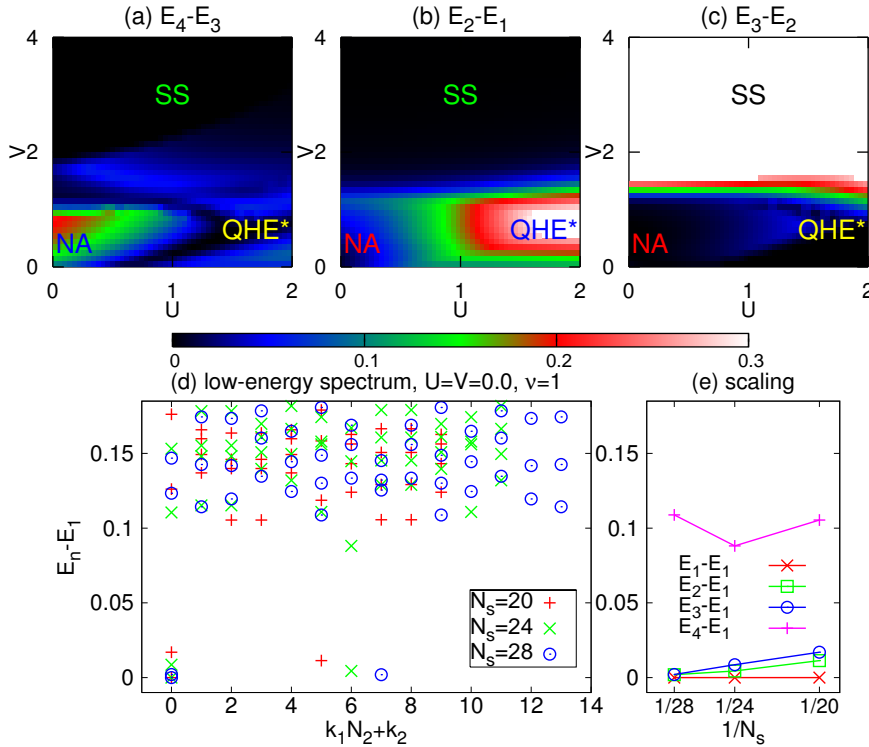 (a) E₄-E₃ (b) E₂-E₁ (c) E₃-E₂
4 4 4
SS SS SS
V V V
2 2 2
NA QHE* NA QHE* NA QHE*
0 0 0
0 1 2 0 1 2 0 1 2
U U U
0 0.1 0.2 0.3
(d) low-energy spectrum, U=V=0.0, ν=1 (e) scaling
0.15 0.15
0.1 0.1
Eₙ-E₁
E₁-E₁
E₂-E₁
0.05 0.05
Nₛ=20 E₃-E₁
Nₛ=24 E₄-E₁
Nₛ=28
0 0
0 2 4 6 8 10 12 14 1/28 1/24 1/20
k₁N₂+k₂ 1/Nₛ